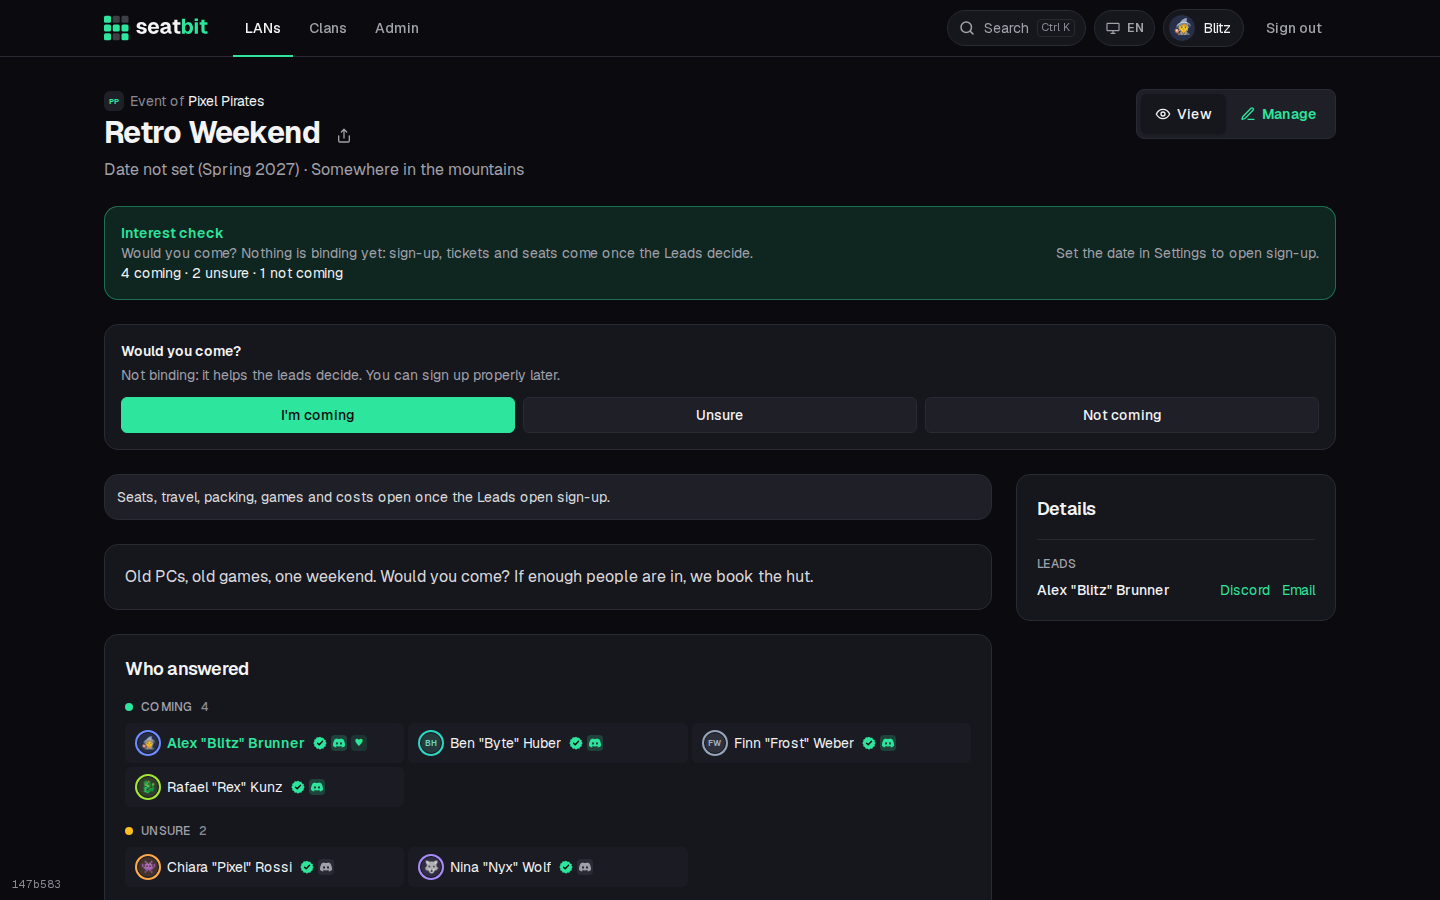 seatbit
LANs
Clans
Admin
Search
Ctrl K
EN
Blitz
Sign out
PP
Event of Pixel Pirates
Retro Weekend
View
Manage
Date not set (Spring 2027) · Somewhere in the mountains
Interest check
Would you come? Nothing is binding yet: sign-up, tickets and seats come once the Leads decide.
4 coming · 2 unsure · 1 not coming
Set the date in Settings to open sign-up.
Would you come?
Not binding: it helps the leads decide. You can sign up properly later.
I'm coming
Unsure
Not coming
Seats, travel, packing, games and costs open once the Leads open sign-up.
Old PCs, old games, one weekend. Would you come? If enough people are in, we book the hut.
Details
LEADS
Alex "Blitz" Brunner
Discord
Email
Who answered
COMING 4
Alex "Blitz" Brunner
BH
Ben "Byte" Huber
FW
Finn "Frost" Weber
Rafael "Rex" Kunz
UNSURE 2
Chiara "Pixel" Rossi
Nina "Nyx" Wolf
147b583